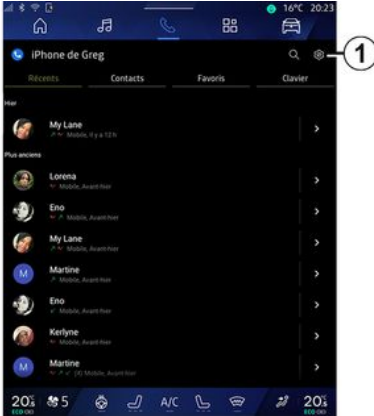 16°C 20:23
iPhone de Greg
1
Récents Contacts Favoris Clavier
Hier
My Lane
Mobile, il y a 12 h
Plus anciens
Lorena
Mobile, Avant-hier
Eno
Mobile, Avant-hier
My Lane
Mobile, Avant-hier
M
Martine
Mobile, Avant-hier
Eno
Mobile, Avant-hier
Kerlyne
Mobile, Avant-hier
M
Martine
(4) Mobile, Avant-hier
20 5 A/C 20
ECO ECO